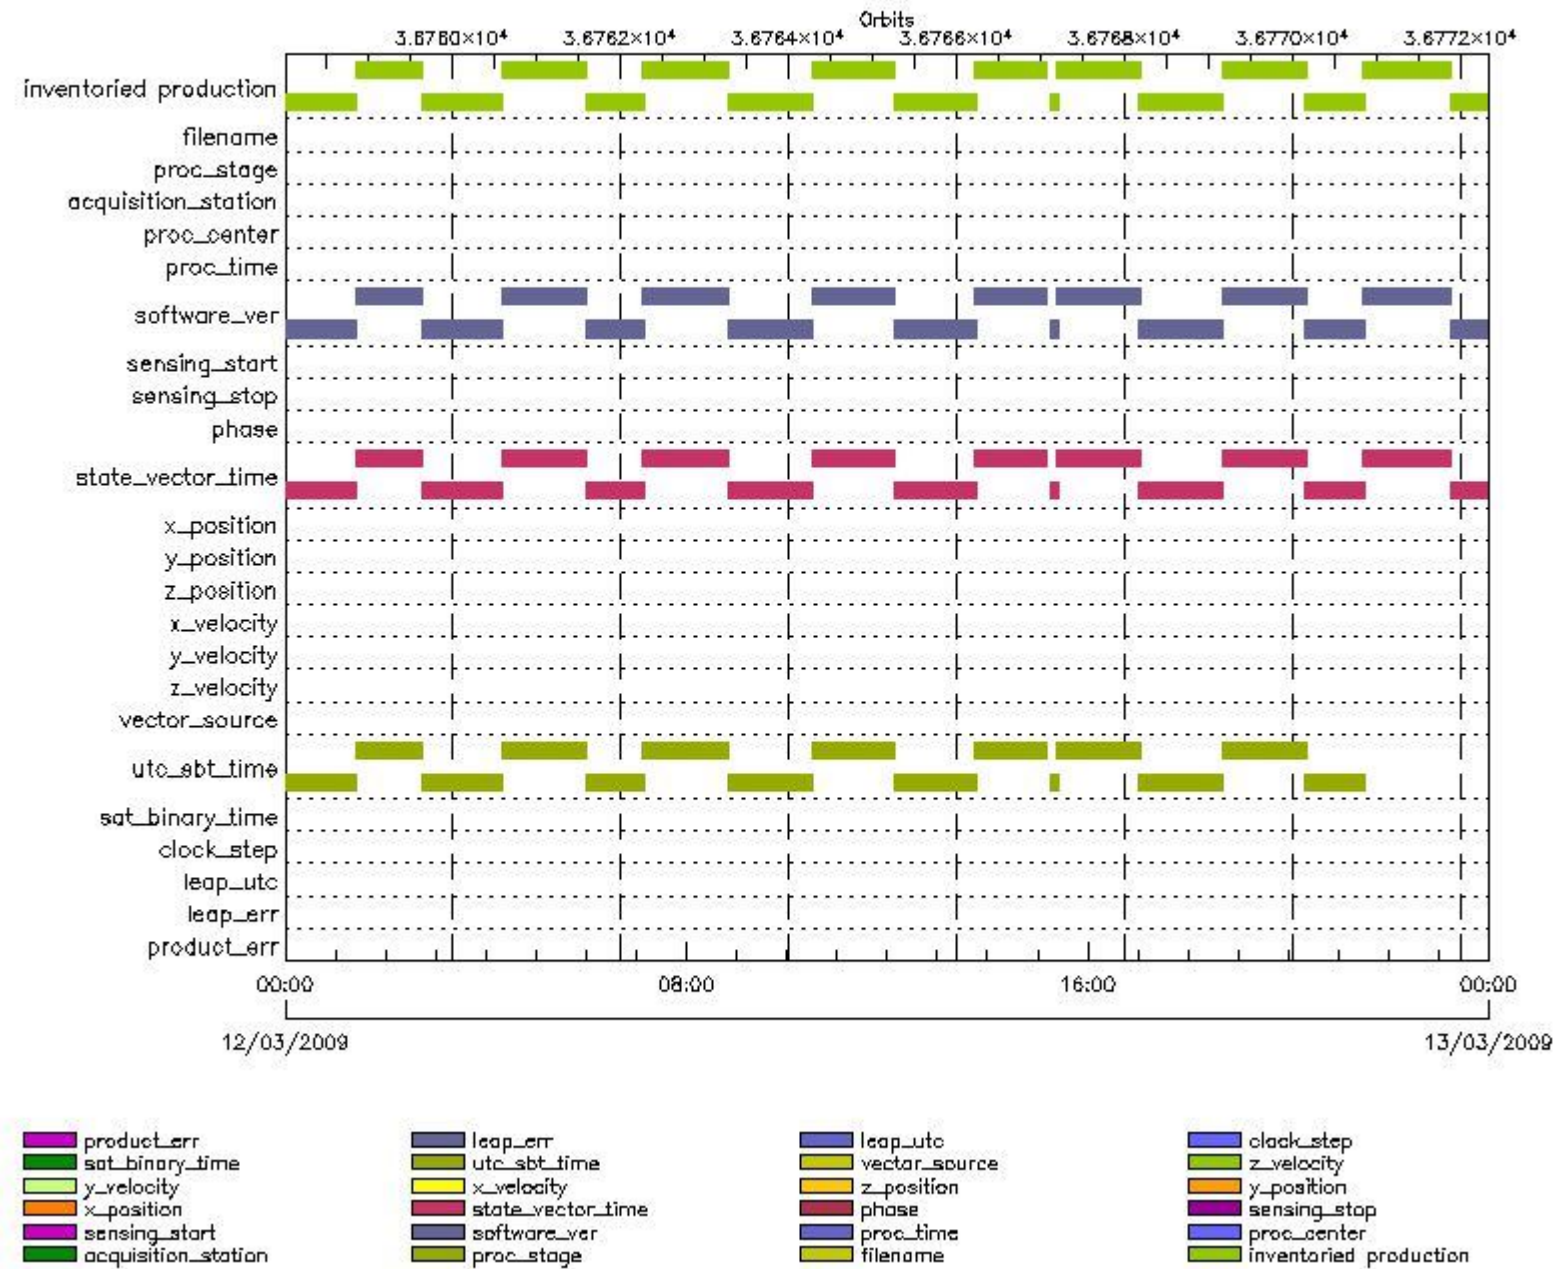 Orbits
3.6760×10⁴ 3.6762×10⁴ 3.6764×10⁴ 3.6766×10⁴ 3.6768×10⁴ 3.6770×10⁴ 3.6772×10⁴
inventoried production
filename
proc_stage
acquisition_station
proc_center
proc_time
software_ver
sensing_start
sensing_stop
phase
state_vector_time
x_position
y_position
z_position
x_velocity
y_velocity
z_velocity
vector_source
utc_sbt_time
sat_binary_time
clock_step
leap_utc
leap_err
product_err
00:00 08:00 16:00 00:00
12/03/2009 13/03/2009
product_err leap_err leap_utc clock_step
sat_binary_time utc_sbt_time vector_source z_velocity
y_velocity x_velocity z_position y_position
x_position state_vector_time phase sensing_stop
sensing_start software_ver proc_time proc_center
acquisition_station proc_stage filename inventoried production